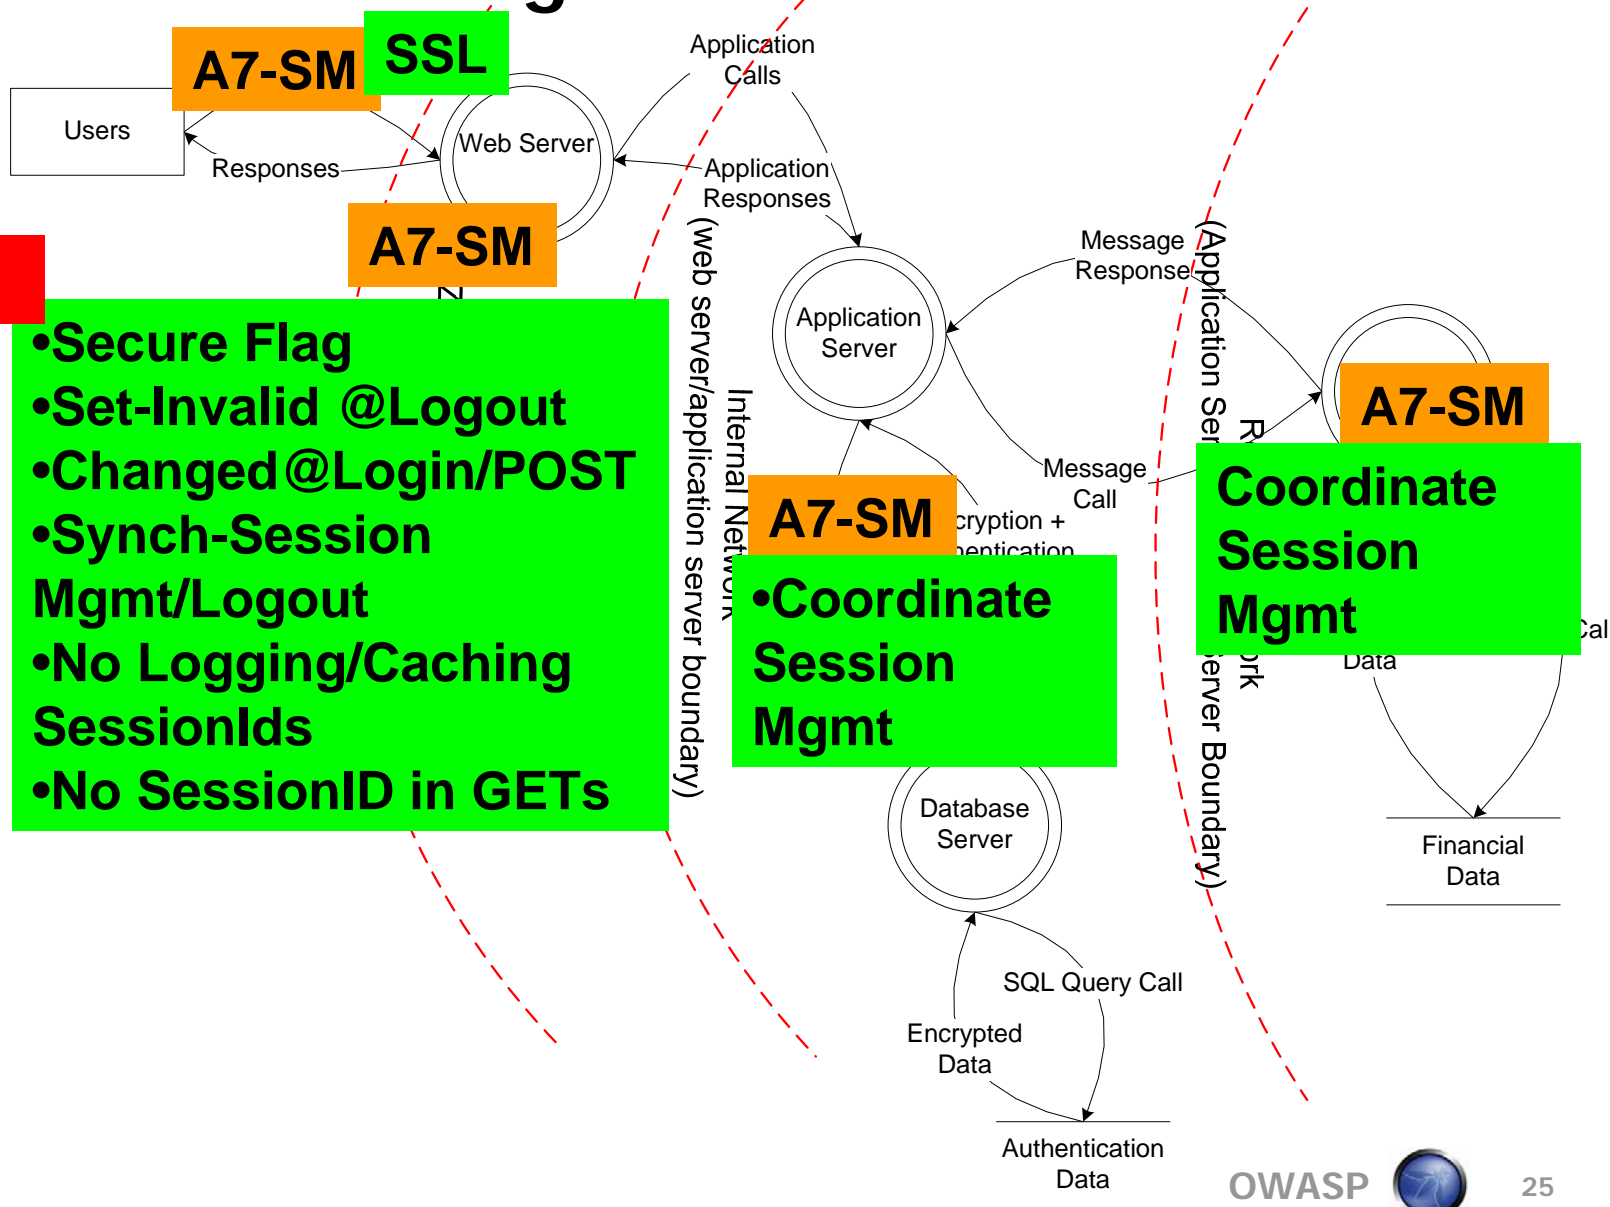 A7-SM
SSL
Users
Responses
Web Server
Application
Calls
Application
Responses
A7-SM
•Secure Flag
•Set-Invalid @Logout
•Changed@Login/POST
•Synch-Session
Mgmt/Logout
•No Logging/Caching
SessionIds
•No SessionID in GETs
(web server/application server boundary)
Internal Network
Application
Server
Message
Response
Message
Call
A7-SM
+
•Coordinate
Session
Mgmt
(Application
Server Boundary)
A7-SM
Coordinate
Session
Mgmt
Data
Financial
Data
Database
Server
SQL Query Call
Encrypted
Data
Authentication
Data
OWASP
25